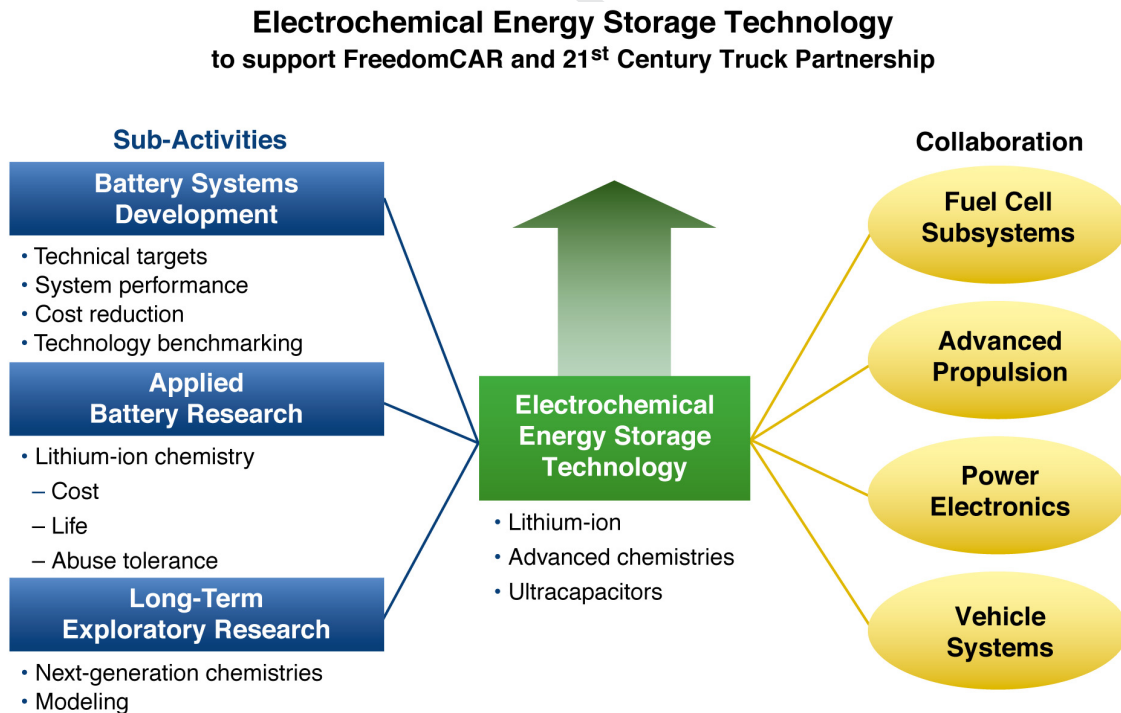 Electrochemical Energy Storage Technology
to support FreedomCAR and 21st Century Truck Partnership
Sub-Activities
Battery Systems
Development
• Technical targets
• System performance
• Cost reduction
• Technology benchmarking
Applied
Battery Research
• Lithium-ion chemistry
– Cost
– Life
– Abuse tolerance
Long-Term
Exploratory Research
• Next-generation chemistries
• Modeling
Electrochemical
Energy Storage
Technology
• Lithium-ion
• Advanced chemistries
• Ultracapacitors
Collaboration
Fuel Cell
Subsystems
Advanced
Propulsion
Power
Electronics
Vehicle
Systems